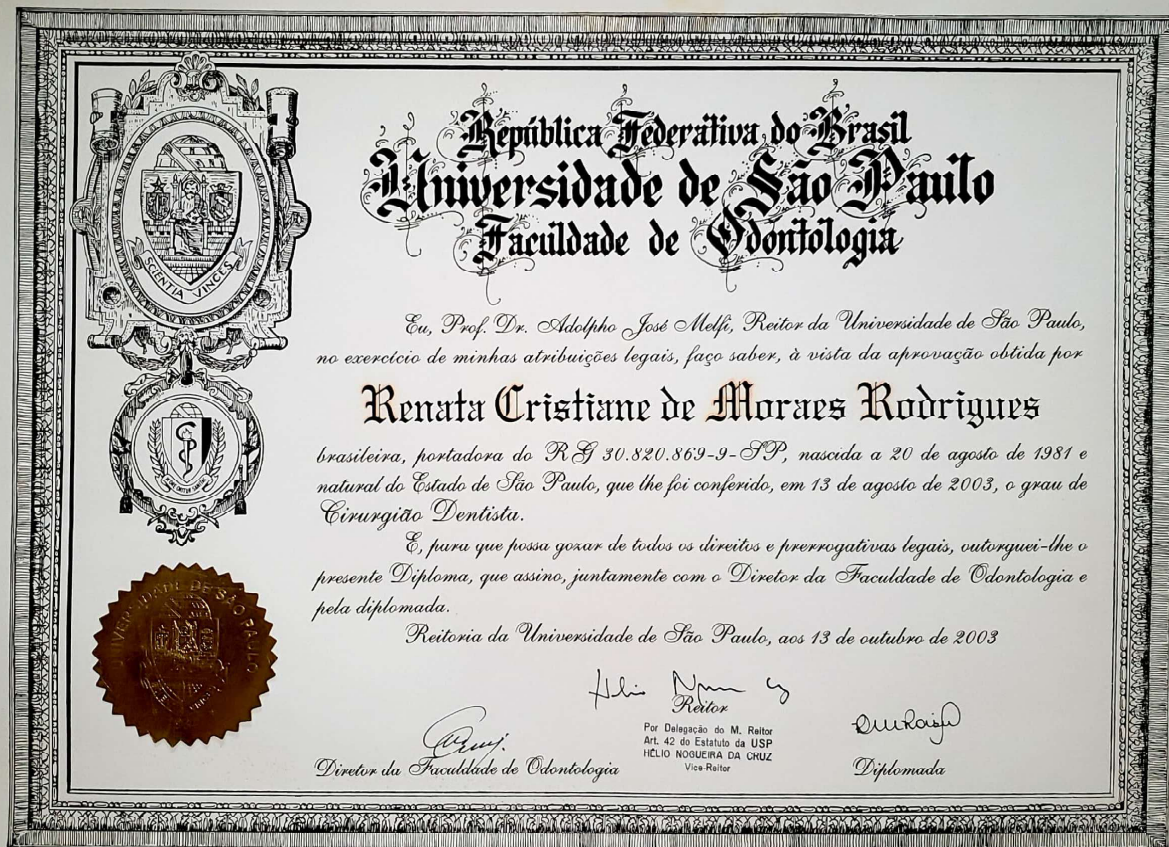 República Federativa do Brasil
Universidade de São Paulo
Faculdade de Odontologia
SCIENTIA VINCES
Eu, Prof. Dr. Adolpho José Melfi, Reitor da Universidade de São Paulo,
no exercício de minhas atribuições legais, faço saber, à vista da aprovação obtida por
Renata Cristiane de Moraes Rodrigues
brasileira, portadora do RG 30.820.869-9-SP, nascida a 20 de agosto de 1981 e
natural do Estado de São Paulo, que lhe foi conferido, em 13 de agosto de 2003, o grau de
Cirurgião Dentista.
E, para que possa gozar de todos os direitos e prerrogativas legais, outorguei-lhe o
presente Diploma, que assino, juntamente com o Diretor da Faculdade de Odontologia e
pela diplomada.
Reitoria da Universidade de São Paulo, aos 13 de outubro de 2003
UNIVERSIDADE DE SÃO PAULO
Reitor
Por Delegação do M. Reitor
Art. 42 do Estatuto da USP
HÉLIO NOGUEIRA DA CRUZ
Vice-Reitor
Diretor da Faculdade de Odontologia
Diplomada